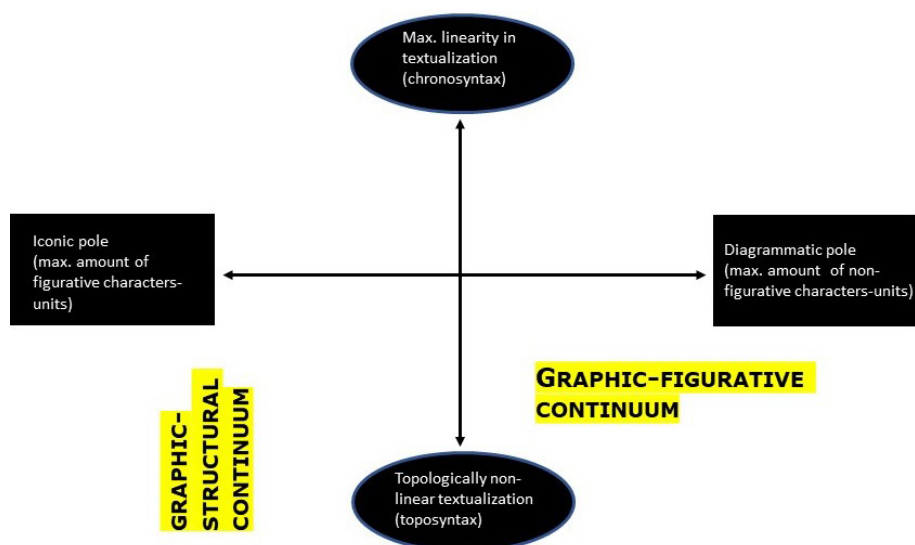 Max. linearity in
textualization
(chronosyntax)
Iconic pole
(max. amount of
figurative characters-
units)
Diagrammatic pole
(max. amount of non-
figurative characters-units)
GRAPHIC-FIGURATIVE
CONTINUUM
GRAPHIC-
STRUCTURAL
CONTINUUM
Topologically non-
linear textualization
(toposyntax)